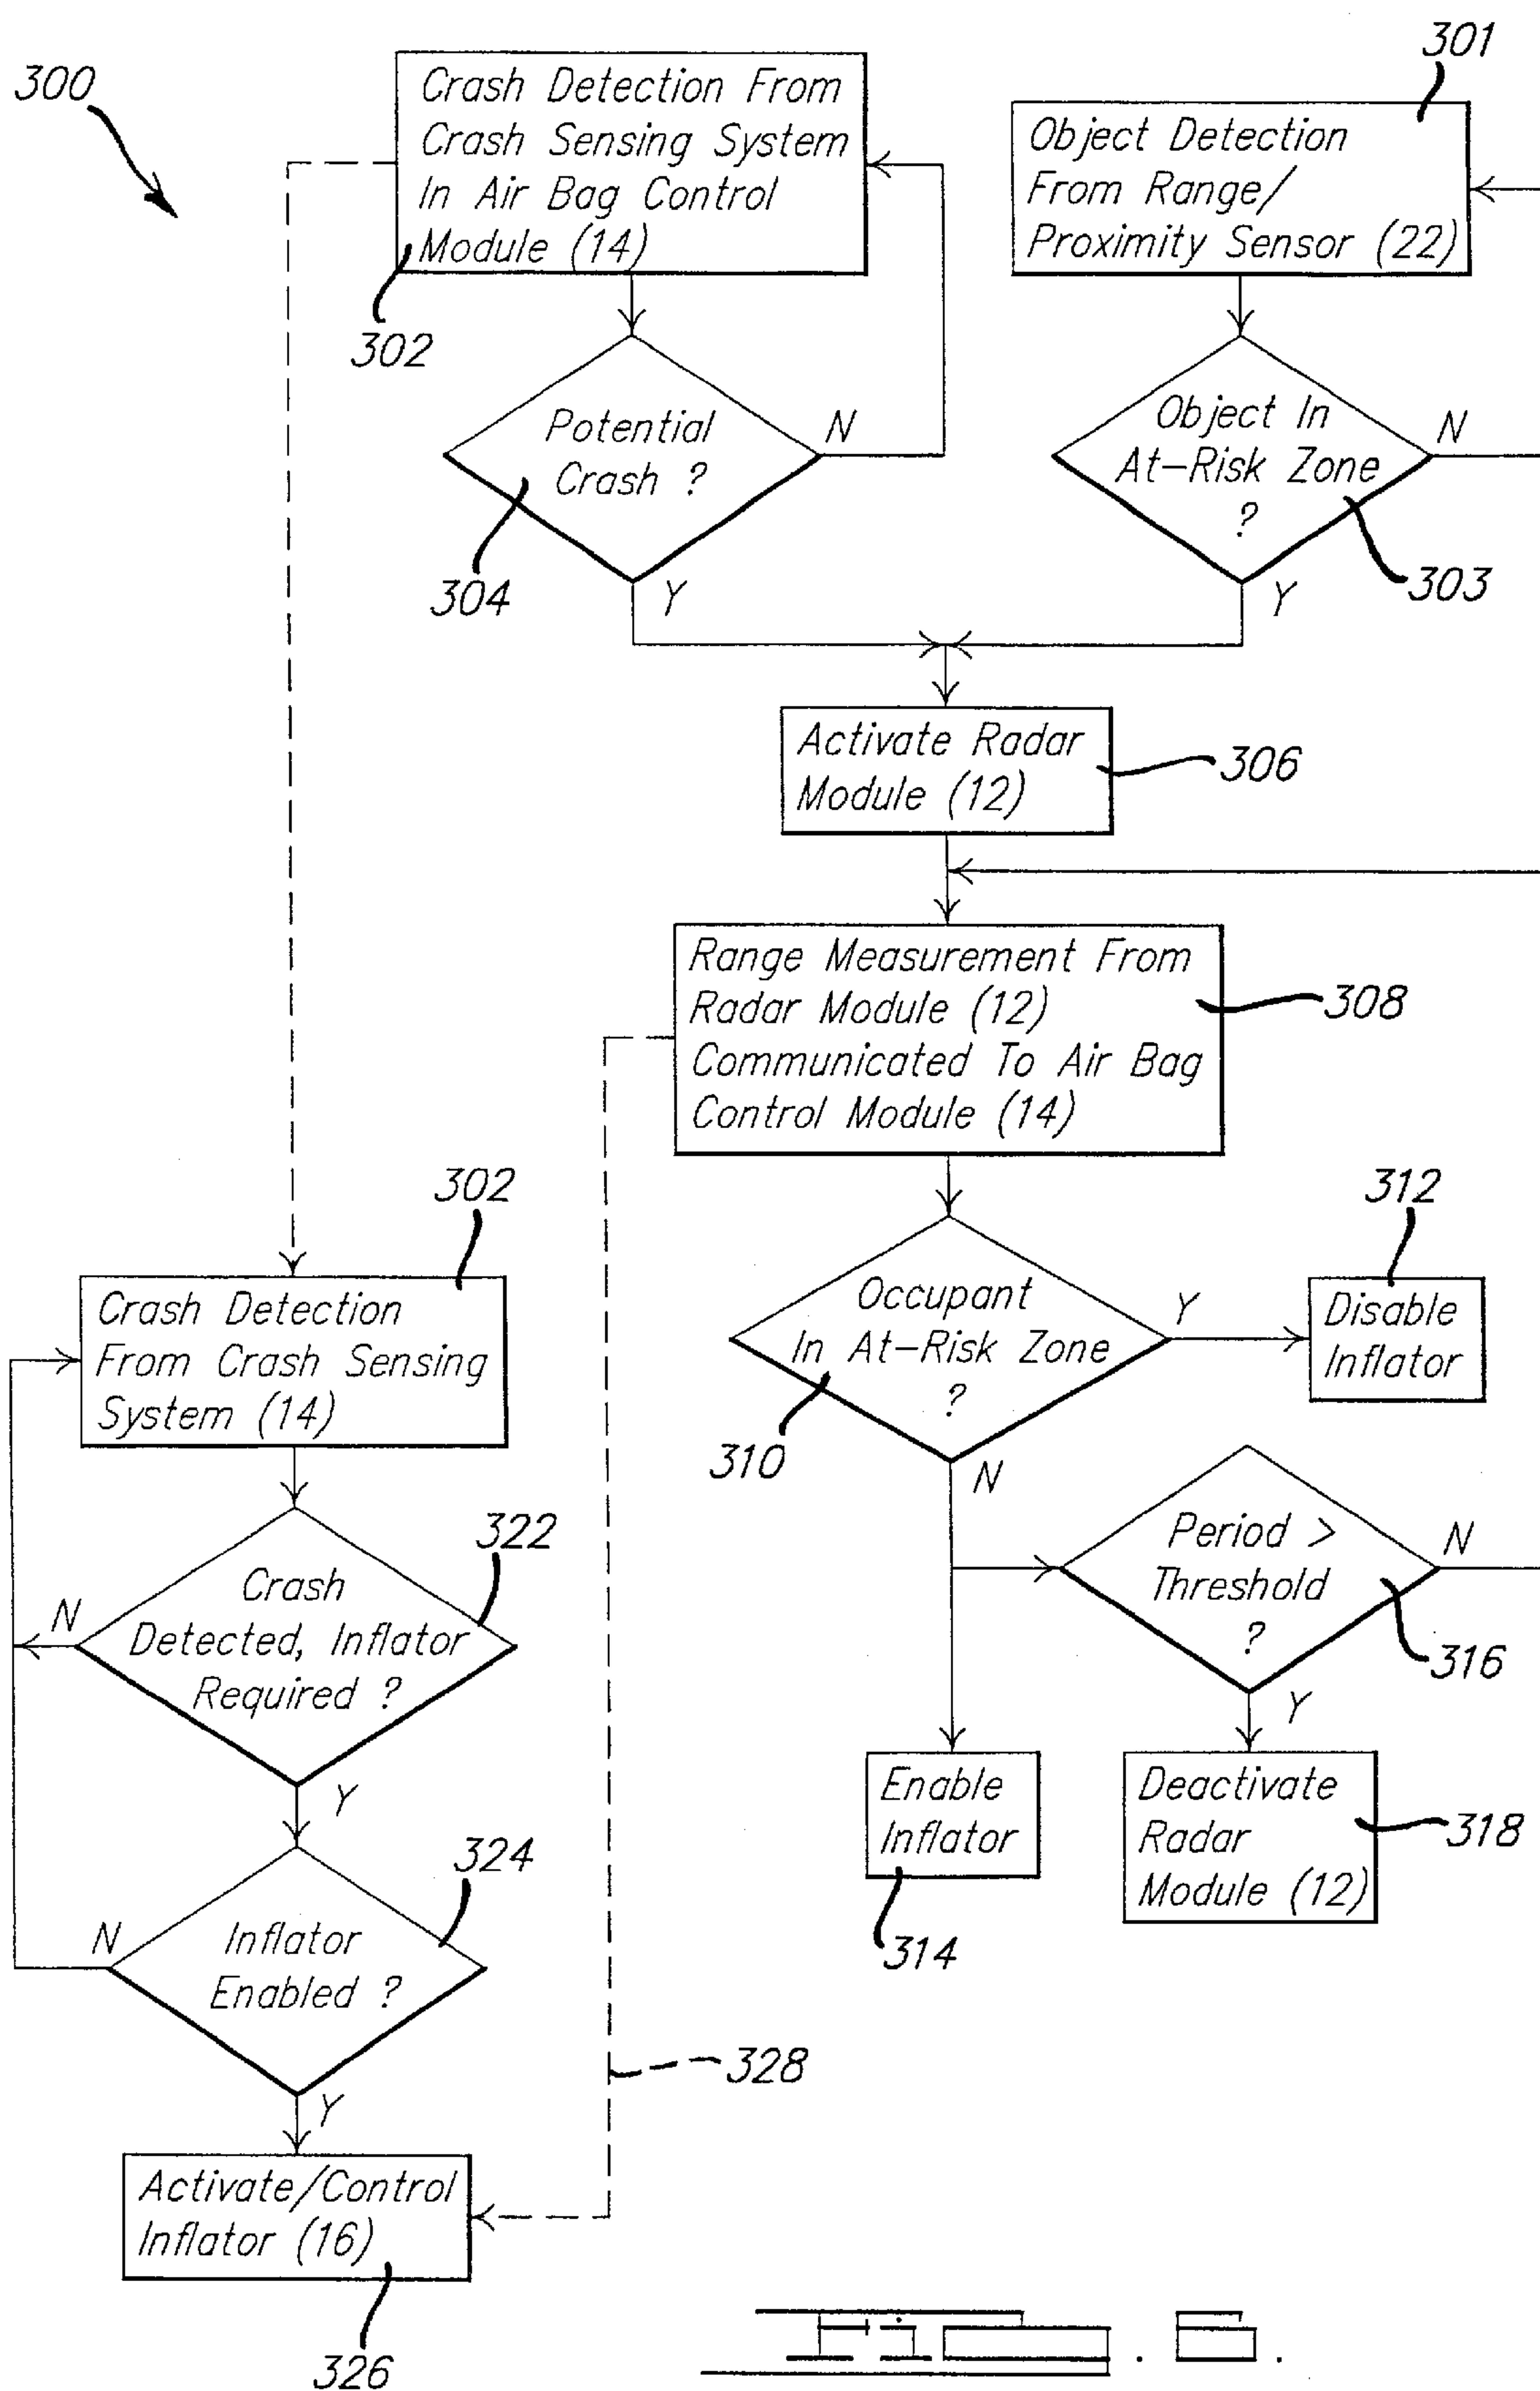 300
301
Crash Detection From
Crash Sensing System
In Air Bag Control
Module (14)
302
Object Detection
From Range/
Proximity Sensor (22)
Potential
Crash ?
N
304
Y
Object In
At-Risk Zone
?
N
303
Y
Activate Radar
Module (12)
306
Range Measurement From
Radar Module (12)
Communicated To Air Bag
Control Module (14)
308
302
Crash Detection
From Crash Sensing
System (14)
Occupant
In At-Risk Zone
?
Y
310
N
312
Disable
Inflator
322
Crash
Detected, Inflator
Required ?
N
Y
Period >
Threshold
?
N
316
Y
Enable
Inflator
314
Deactivate
Radar
Module (12)
318
324
Inflator
Enabled ?
N
Y
328
Activate/Control
Inflator (16)
326